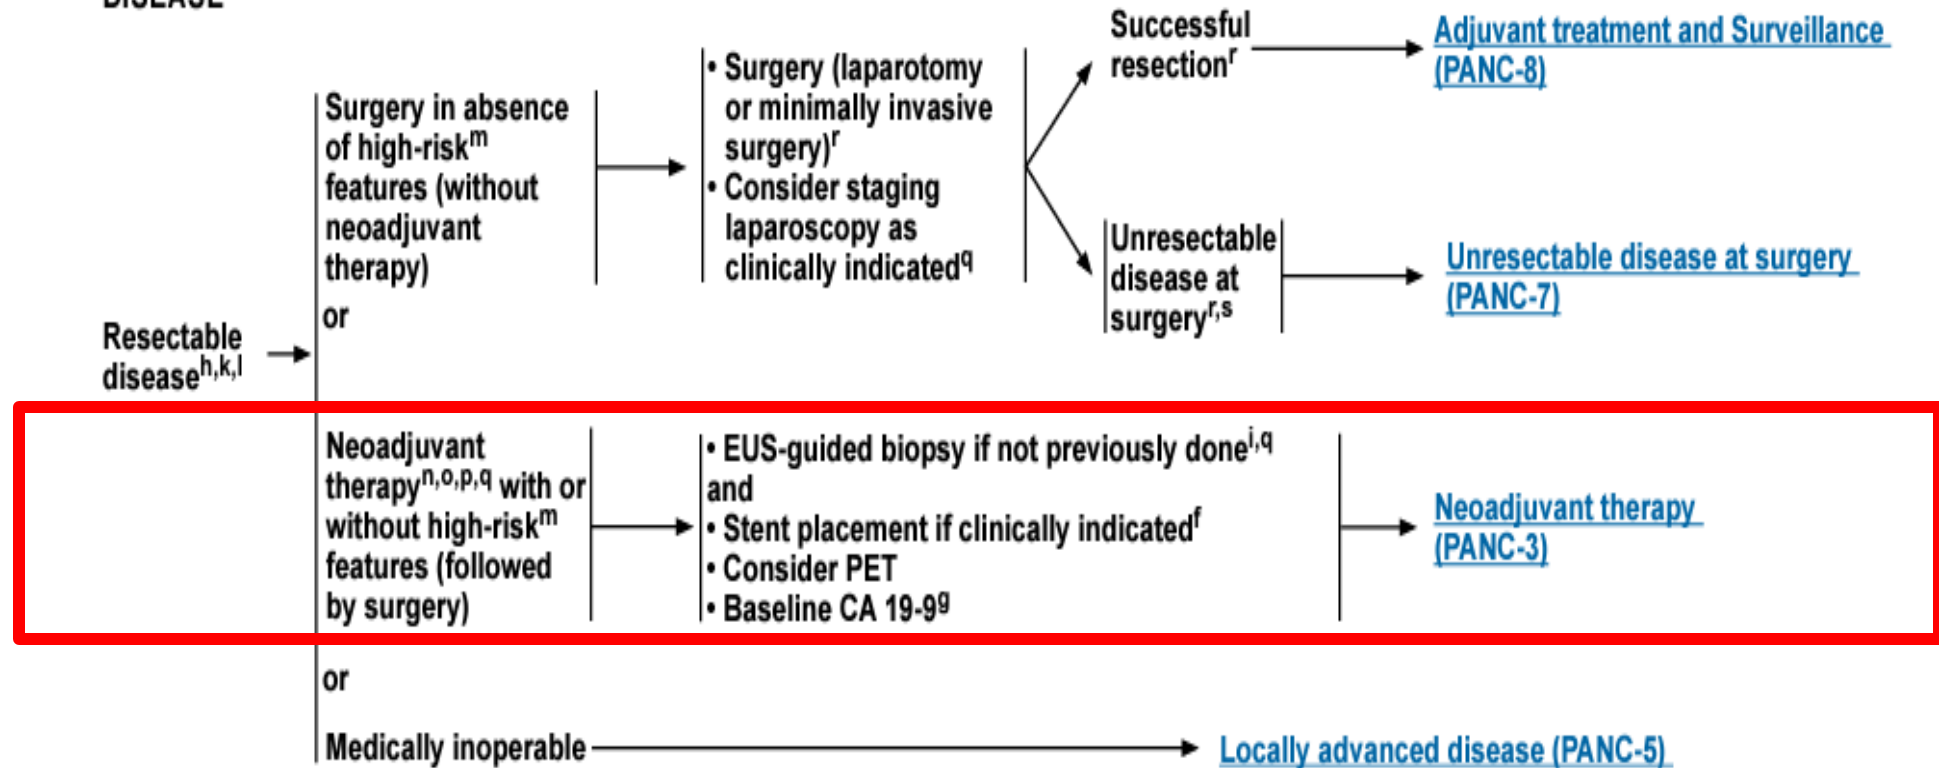 DISEASE
Resectable
disease^h,k,l
Surgery in absence
of high-risk^m
features (without
neoadjuvant
therapy)
• Surgery (laparotomy
or minimally invasive
surgery)^r
• Consider staging
laparoscopy as
clinically indicated^q
Successful
resection^r
Adjuvant treatment and Surveillance
(PANC-8)
Unresectable
disease at
surgery^r,s
Unresectable disease at surgery
(PANC-7)
or
Neoadjuvant
therapy^n,o,p,q with or
without high-risk^m
features (followed
by surgery)
• EUS-guided biopsy if not previously done^i,q
and
• Stent placement if clinically indicated^f
• Consider PET
• Baseline CA 19-9^g
Neoadjuvant therapy
(PANC-3)
or
Medically inoperable
Locally advanced disease (PANC-5)